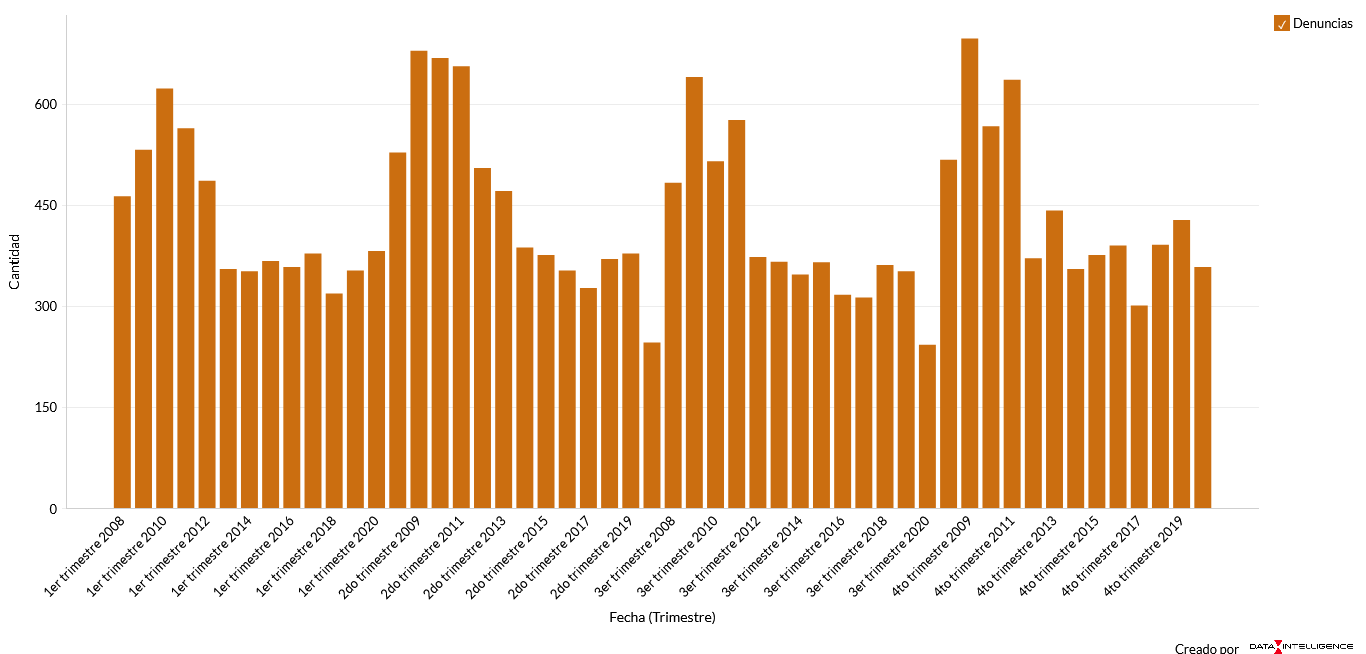 ✓ Denuncias
Cantidad
600
450
300
150
0
1er trimestre 2008
1er trimestre 2010
1er trimestre 2012
1er trimestre 2014
1er trimestre 2016
1er trimestre 2018
1er trimestre 2020
2do trimestre 2009
2do trimestre 2011
2do trimestre 2013
2do trimestre 2015
2do trimestre 2017
2do trimestre 2019
3er trimestre 2008
3er trimestre 2010
3er trimestre 2012
3er trimestre 2014
3er trimestre 2016
3er trimestre 2018
3er trimestre 2020
4to trimestre 2009
4to trimestre 2011
4to trimestre 2013
4to trimestre 2015
4to trimestre 2017
4to trimestre 2019
Fecha (Trimestre)
Creado por DATA INTELLIGENCE